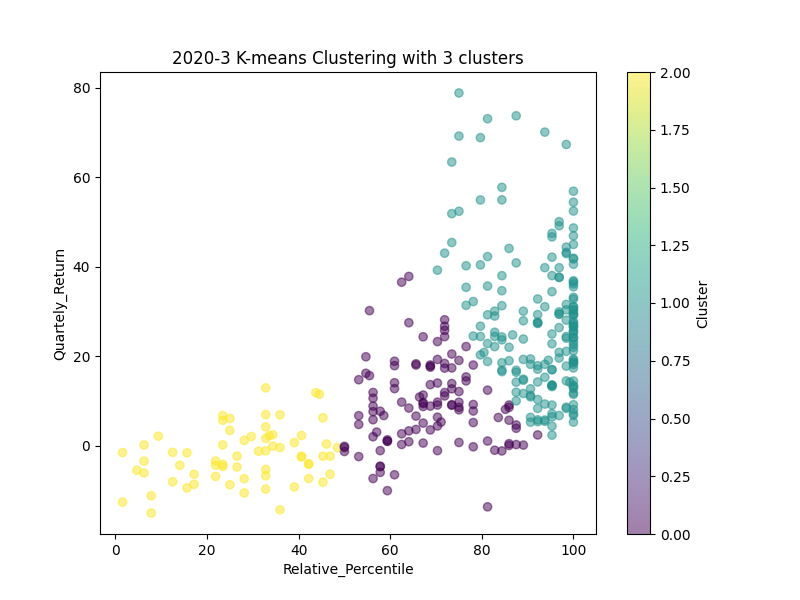 2020-3 K-means Clustering with 3 clusters
80
60
40
20
0
Quartely_Return
0 20 40 60 80 100
Relative_Percentile
2.00
1.75
1.50
1.25
1.00
0.75
0.50
0.25
0.00
Cluster